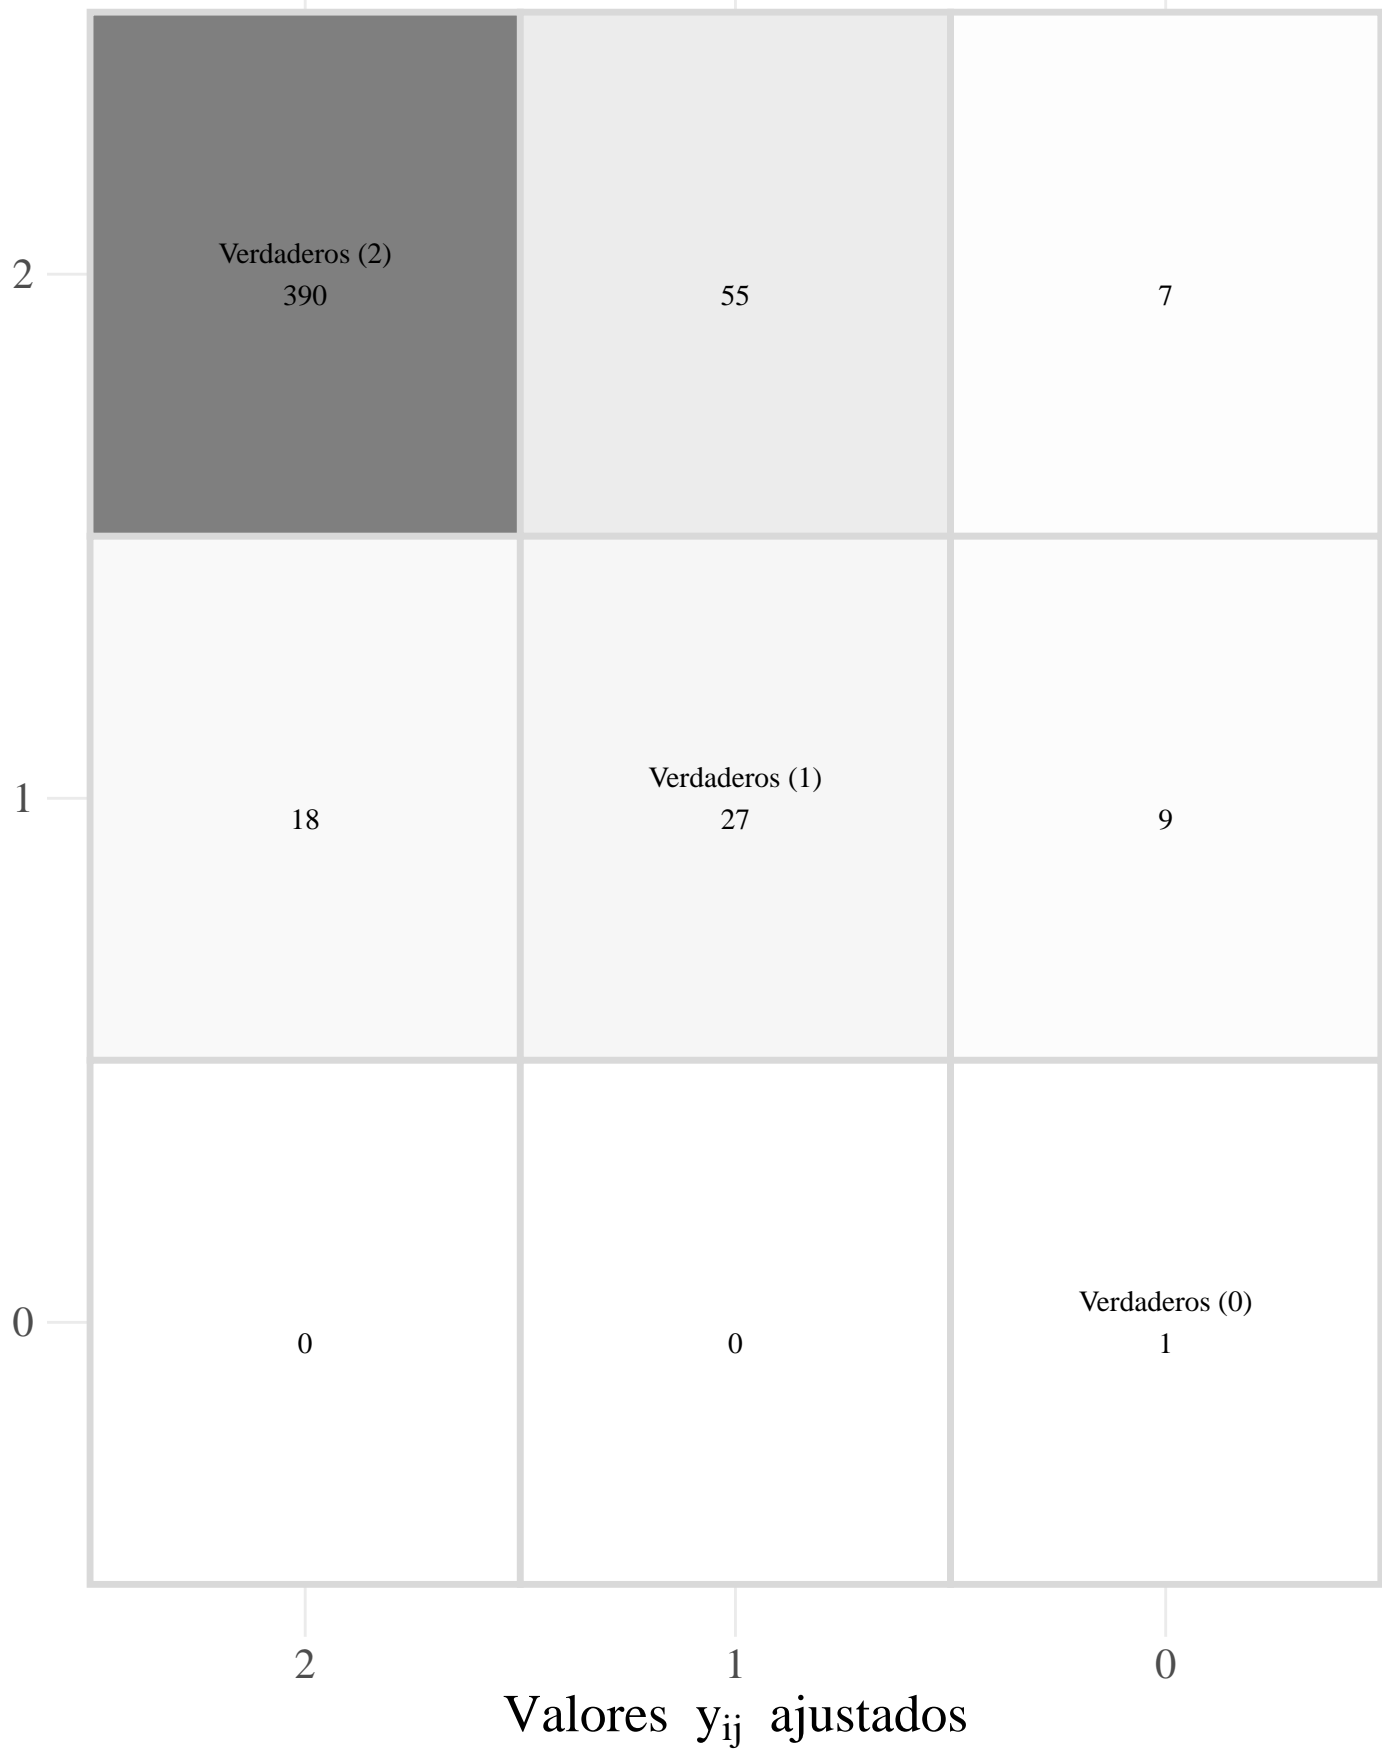 Verdaderos (2)
2 390 55 7
Verdaderos (1)
1 18 27 9
Verdaderos (0)
0 0 0 1
2 1 0
Valores yij ajustados